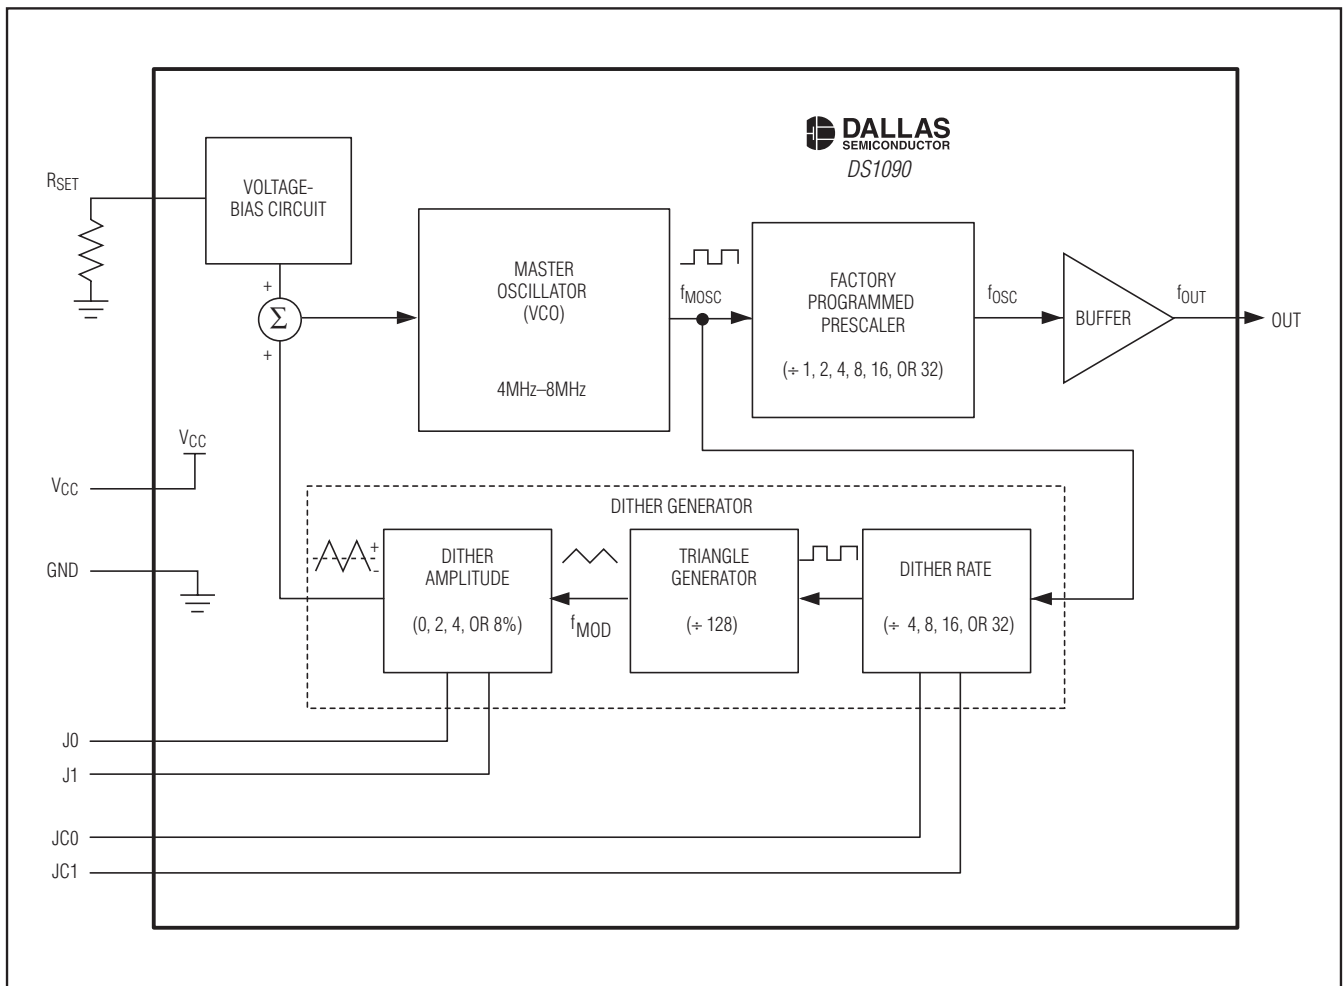 DALLAS
SEMICONDUCTOR
DS1090
RSET
VOLTAGE-
BIAS CIRCUIT
+
Σ
+
MASTER
OSCILLATOR
(VCO)
4MHz–8MHz
fMOSC
FACTORY
PROGRAMMED
PRESCALER
(÷ 1, 2, 4, 8, 16, OR 32)
fOSC
BUFFER
fOUT
OUT
VCC
VCC
GND
DITHER GENERATOR
+
-
DITHER
AMPLITUDE
(0, 2, 4, OR 8%)
fMOD
TRIANGLE
GENERATOR
(÷ 128)
DITHER RATE
(÷ 4, 8, 16, OR 32)
J0
J1
JC0
JC1